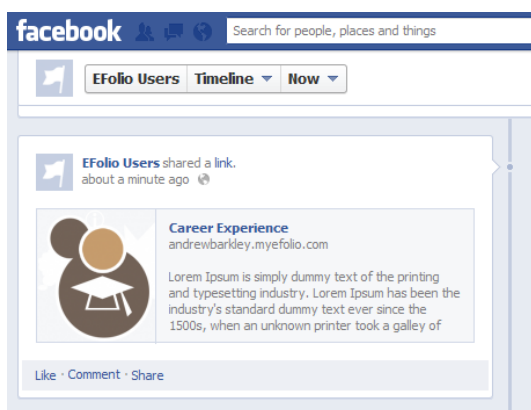 facebook Search for people, places and things
EFolio Users Timeline Now
EFolio Users shared a link.
about a minute ago
Career Experience
andrewbarkley.myefolio.com
Lorem Ipsum is simply dummy text of the printing
and typesetting industry. Lorem Ipsum has been the
industry's standard dummy text ever since the
1500s, when an unknown printer took a galley of
Like · Comment · Share